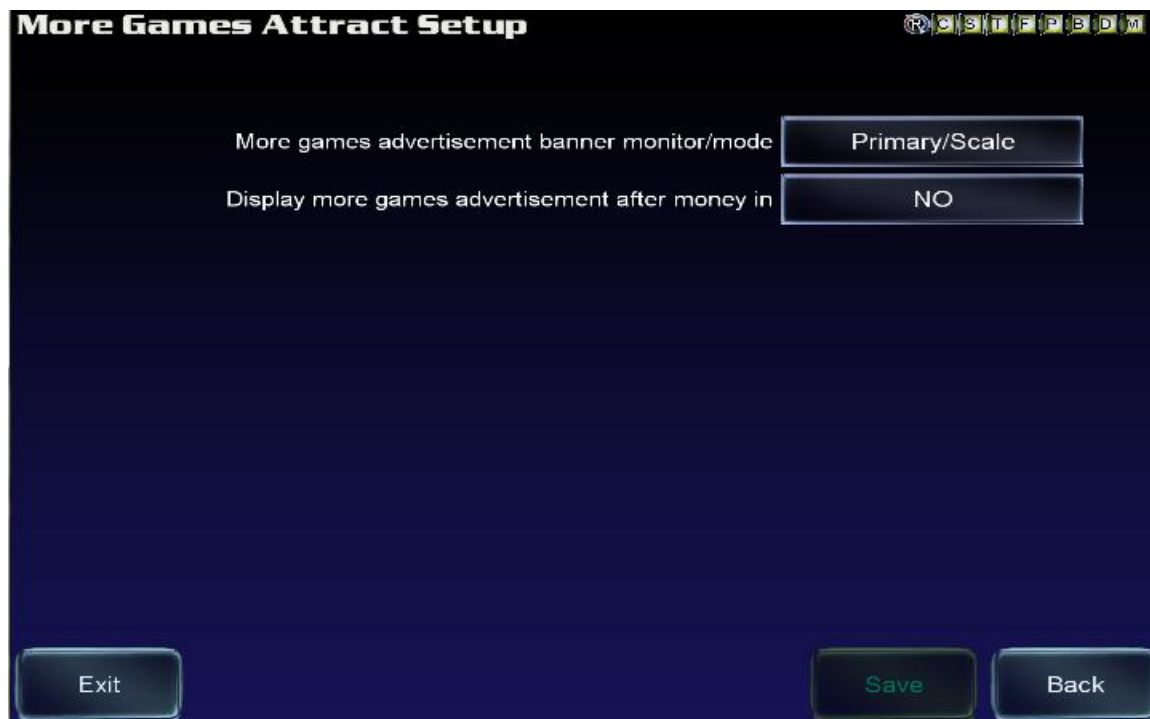 More Games Attract Setup
R C S T F P B D M
More games advertisement banner monitor/mode Primary/Scale
Display more games advertisement after money in NO
Exit Save Back